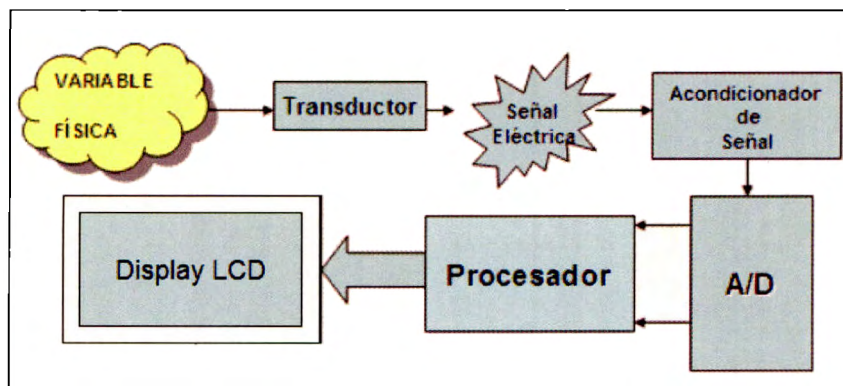 VARIABLE
FÍSICA
Transductor
Señal
Eléctrica
Acondicionador
de
Señal
Display LCD
Procesador
A/D